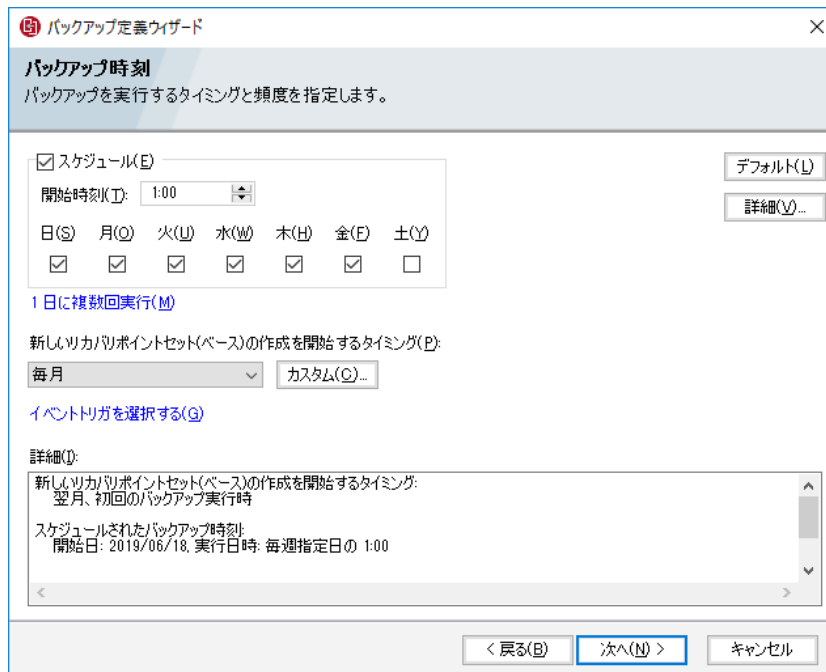 バックアップ定義ウィザード
バックアップ時刻
バックアップを実行するタイミングと頻度を指定します。
スケジュール(E)
デフォルト(L)
開始時刻(T): 1:00
詳細(V)...
日(S) 月(O) 火(U) 水(W) 木(H) 金(F) 土(Y)
1 日に複数回実行(M)
新しいリカバリポイントセット(ベース)の作成を開始するタイミング(P):
毎月 カスタム(C)...
イベントトリガを選択する(G)
詳細(I):
新しいリカバリポイントセット(ベース)の作成を開始するタイミング:
翌月、初回のバックアップ実行時
スケジュールされたバックアップ時刻:
開始日: 2019/06/18, 実行日時: 毎週指定日の 1:00
< 戻る(B) 次へ(N) > キャンセル